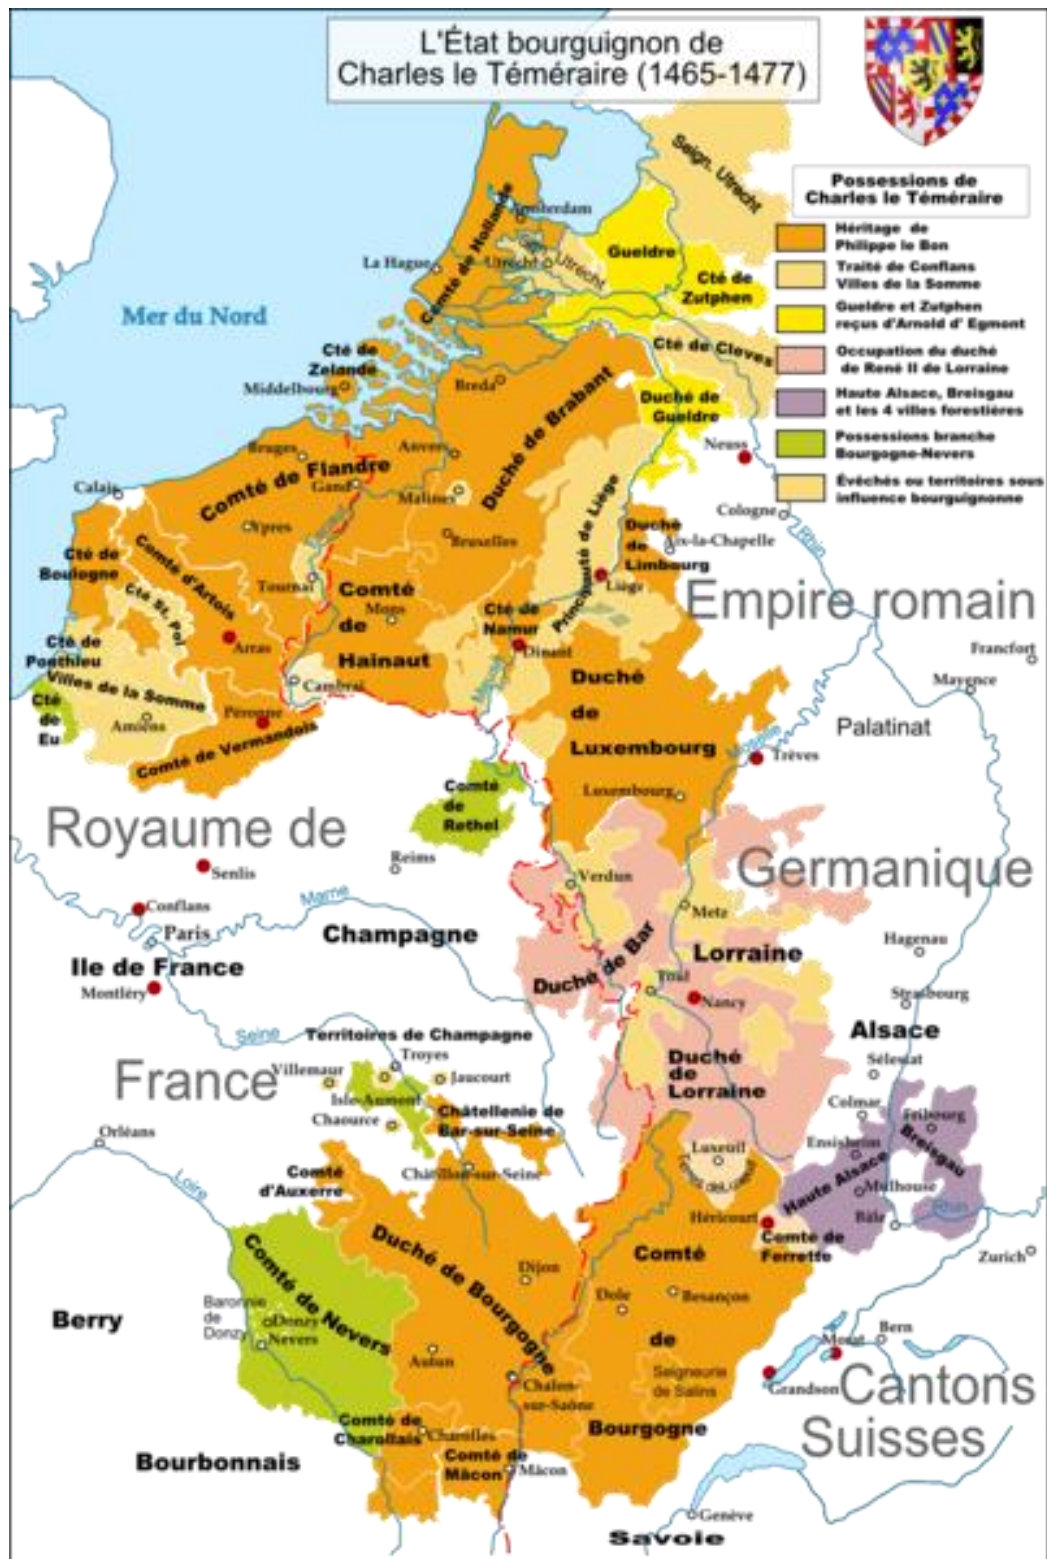 L'État bourguignon de
Charles le Téméraire (1465-1477)
Possessions de
Charles le Téméraire
Héritage de
Philippe le Bon
Traité de Conflans
Villes de la Somme
Gueldre et Zutphen
reçus d'Arnold d' Egmont
Occupation du duché
de René II de Lorraine
Haute Alsace, Breisgau
et les 4 villes forestières
Possessions branche
Bourgogne-Nevers
Évêchés ou territoires sous
influence bourguignonne
Seign. Utrecht
Amsterdam
Comté de Hollande
La Hague
Utrecht
Utrecht
Gueldre
Cté de
Zutphen
Mer du Nord
Cté de Cleves
Cté de
Zelande
Middelbourg
Breda
Duché de
Gueldre
Duché de Brabant
Neuss
Bruges
Anvers
Comté de Flandre
Gand
Malines
Calais
Cologne
Rhin
Ypres
Bruxelles
Principauté de Liège
Duché
de
Limbourg
Aix-la-Chapelle
Cté de
Boulogne
Comté d'Artois
Tournai
Comté
de
Hainaut
Mons
Liège
Empire romain
Cté St. Pol
Cté de
Namur
Dinant
Francfort
Arras
Cté de
Ponthieu
Cambrai
Duché
de
Luxembourg
Mayence
Villes de la Somme
Cté
de
Eu
Amiens
Péronne
Palatinat
Comté de Vermandois
Moselle
Trèves
Luxembourg
Comté
de
Rethel
Royaume de
Reims
Germanique
Senlis
Verdun
Marne
Conflans
Metz
Paris
Champagne
Hagenau
Duché de Bar
Lorraine
Ile de France
Toul
Montléry
Nancy
Strasbourg
Seine
Territoires de Champagne
Alsace
Troyes
Duché
de
Lorraine
Sélestat
France
Villemaur
Jaucourt
Isle-Aumont
Châtellenie de
Bar-sur-Seine
Colmar
Fribourg
Chaource
Breisgau
Orléans
Ensisheim
Luxeuil
Châtillon-sur-Seine
Comté
d'Auxerre
Haute Alsace
Mulhouse
Loire
Rhin
Héricourt
Bâle
Comté de
Ferrette
Duché de Bourgogne
Comté
de
Bourgogne
Zurich
Comté de Nevers
Dijon
Dole
Besançon
Baronnie
de
Donzy
Donzy
Nevers
Berry
Bern
Morat
Autun
Seigneurie
de Salins
Grandson
Cantons
Suisses
Chalon-
sur-Saône
Comté de
Charollais
Charolles
Bourbonnais
Comté de
Mâcon
Mâcon
Genève
Savoie